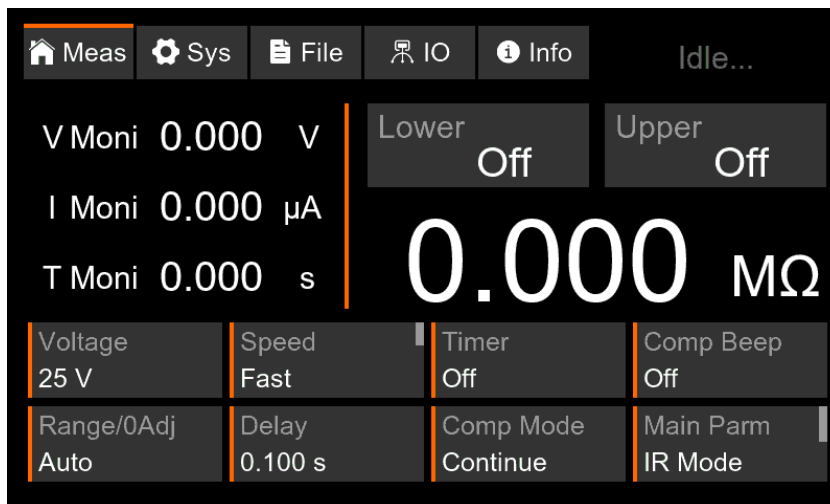 Meas Sys File IO Info Idle...
Lower Upper
V Moni 0.000 V Off Off
I Moni 0.000 µA
0.000 MΩ
T Moni 0.000 s
Voltage Speed Timer Comp Beep
25 V Fast Off Off
Range/0Adj Delay Comp Mode Main Parm
Auto 0.100 s Continue IR Mode